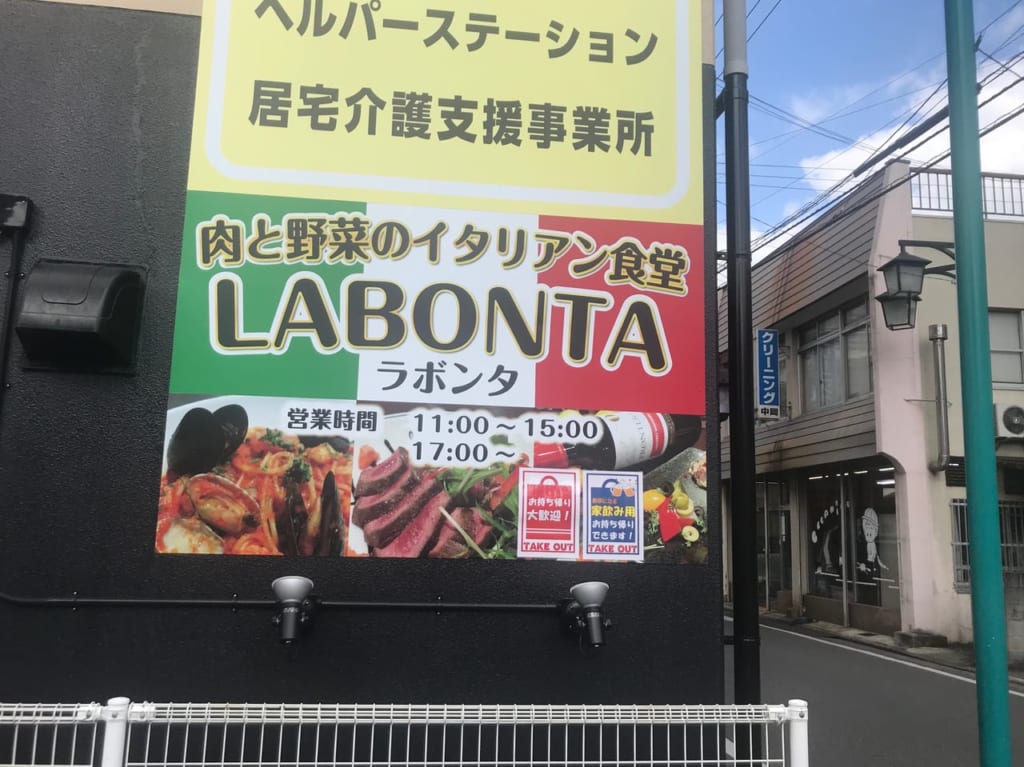 ヘルパーステーション
居宅介護支援事業所
肉と野菜のイタリアン食堂
LABONTA
ラボンタ
営業時間 11:00～15:00
17:00～
お持ち帰り
大歓迎！
TAKE OUT
家飲み用
お持ち帰り
できます！
TAKE OUT
クリーニング
中岡